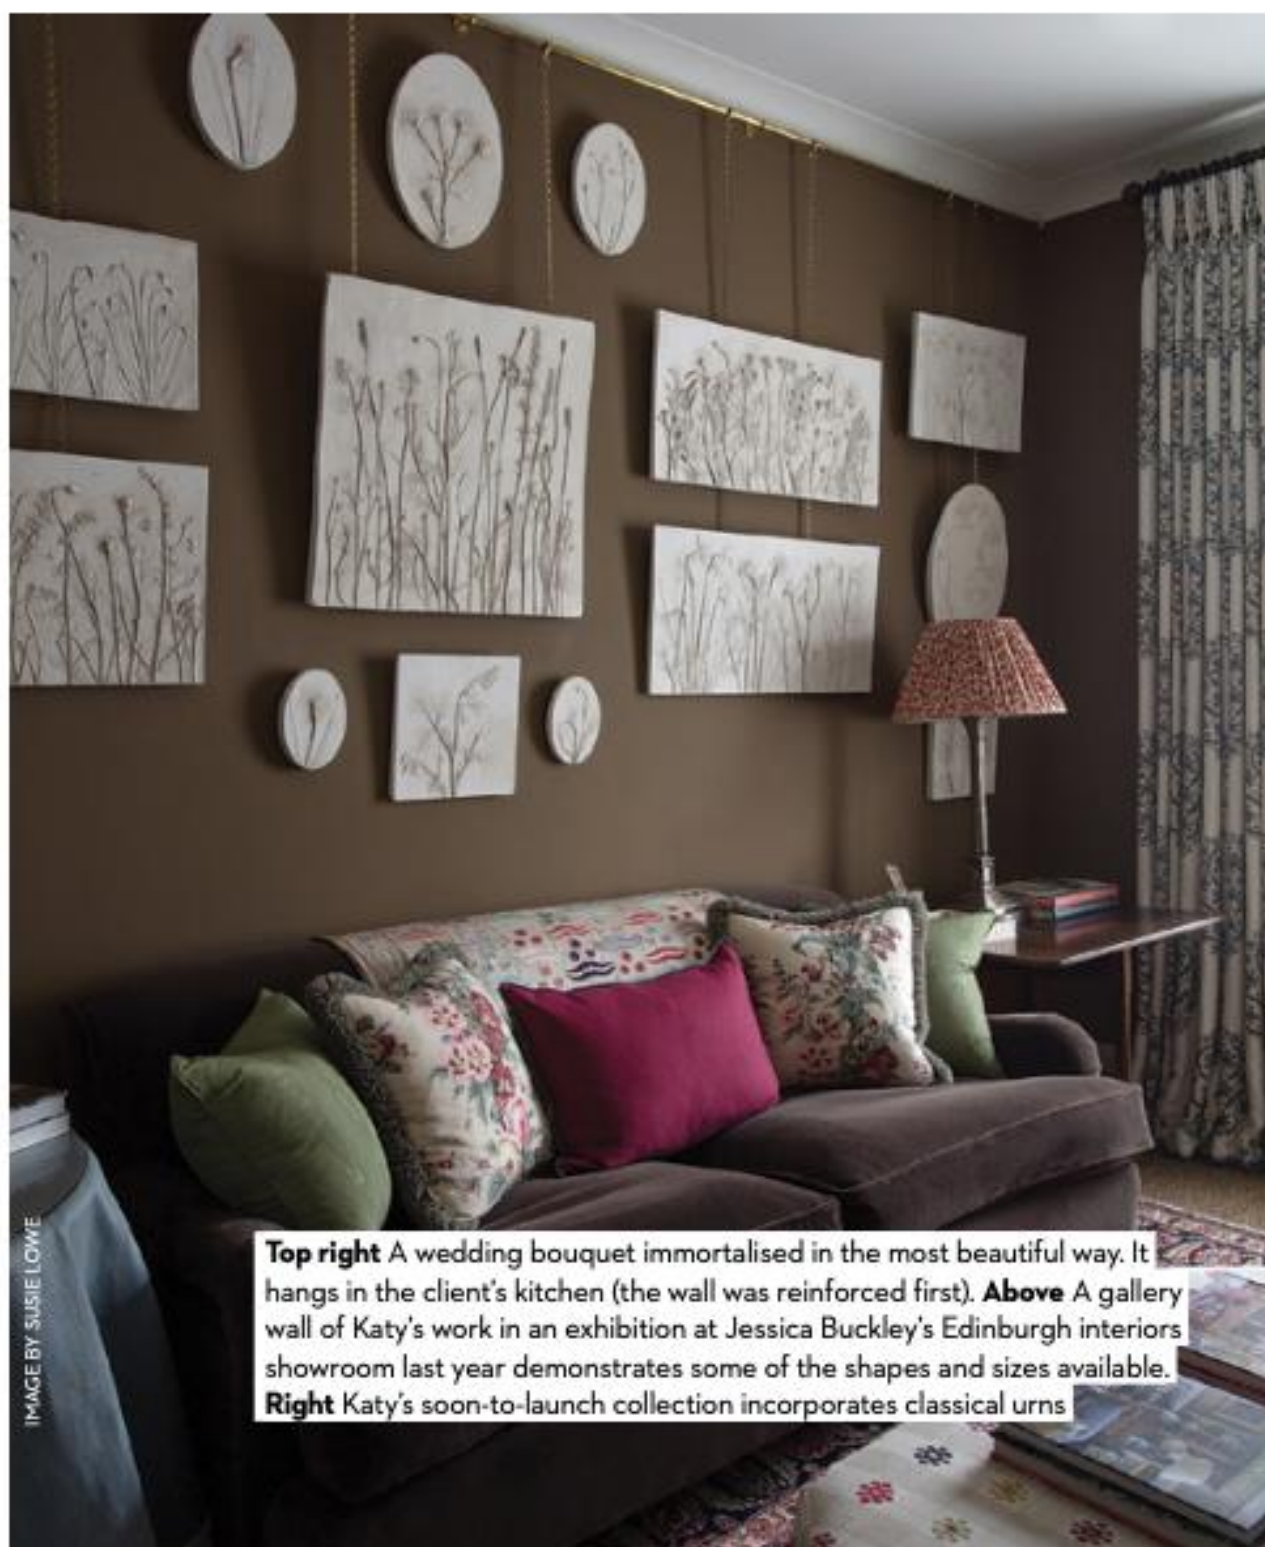 Top right A wedding bouquet immortalised in the most beautiful way. It
hangs in the client's kitchen (the wall was reinforced first). Above A gallery
wall of Katy's work in an exhibition at Jessica Buckley's Edinburgh interiors
showroom last year demonstrates some of the shapes and sizes available.
Right Katy's soon-to-launch collection incorporates classical urns
IMAGE BY SUSIE LOWE